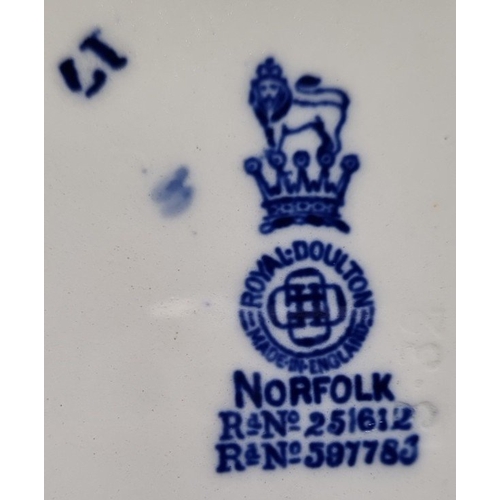 ROYAL·DOULTON
MADE·IN·ENGLAND
NORFOLK
Rd No 251612
Rd No 597783